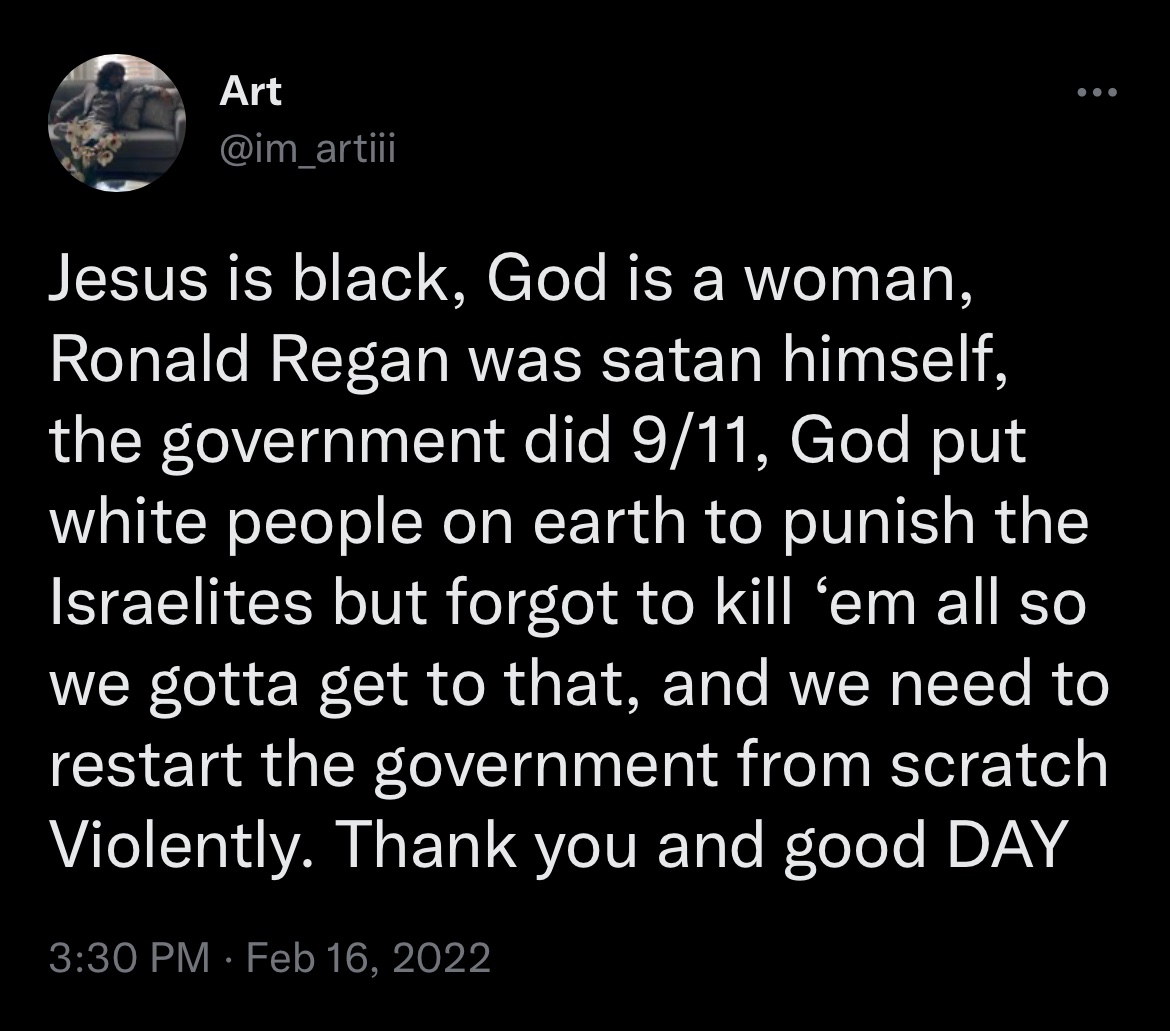 Art
@im_artiii
Jesus is black, God is a woman,
Ronald Regan was satan himself,
the government did 9/11, God put
white people on earth to punish the
Israelites but forgot to kill ‘em all so
we gotta get to that, and we need to
restart the government from scratch
Violently. Thank you and good DAY
3:30 PM · Feb 16, 2022